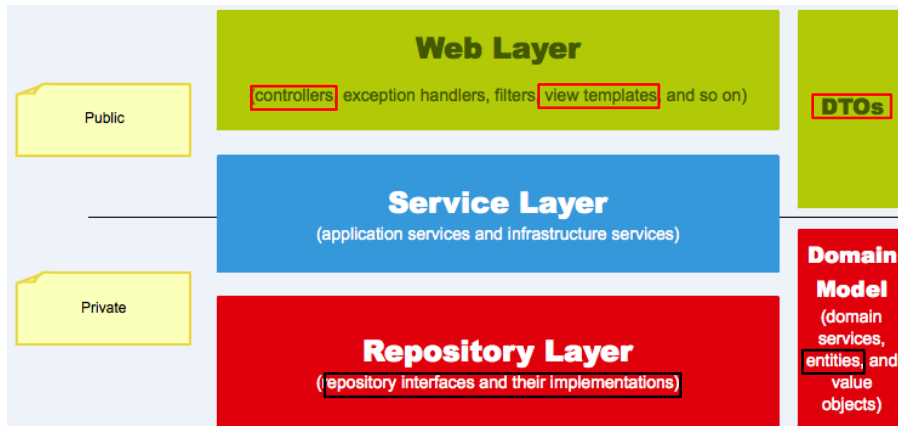 Web Layer
(controllers, exception handlers, filters, view templates, and so on)
DTOs
Public
Service Layer
(application services and infrastructure services)
Private
Repository Layer
(repository interfaces and their implementations)
Domain
Model
(domain
services,
entities, and
value
objects)